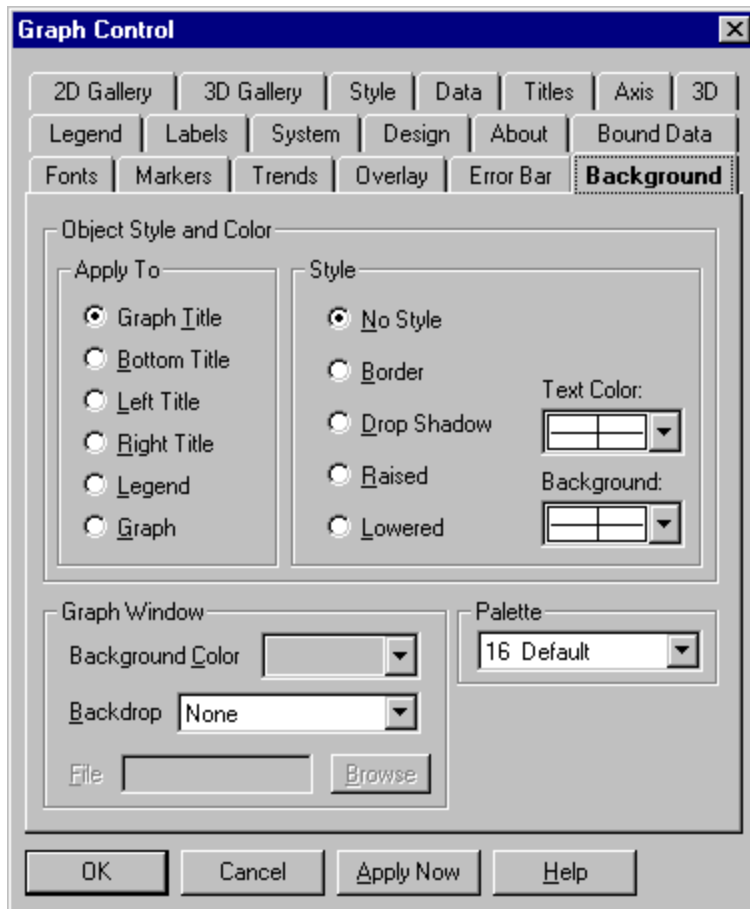 Graph Control
2D Gallery 3D Gallery Style Data Titles Axis 3D
Legend Labels System Design About Bound Data
Fonts Markers Trends Overlay Error Bar Background
Object Style and Color
Apply To
Graph Title
Bottom Title
Left Title
Right Title
Legend
Graph
Style
No Style
Border
Drop Shadow
Raised
Lowered
Text Color:
Background:
Graph Window
Background Color
Backdrop None
File Browse
Palette
16 Default
OK Cancel Apply Now Help